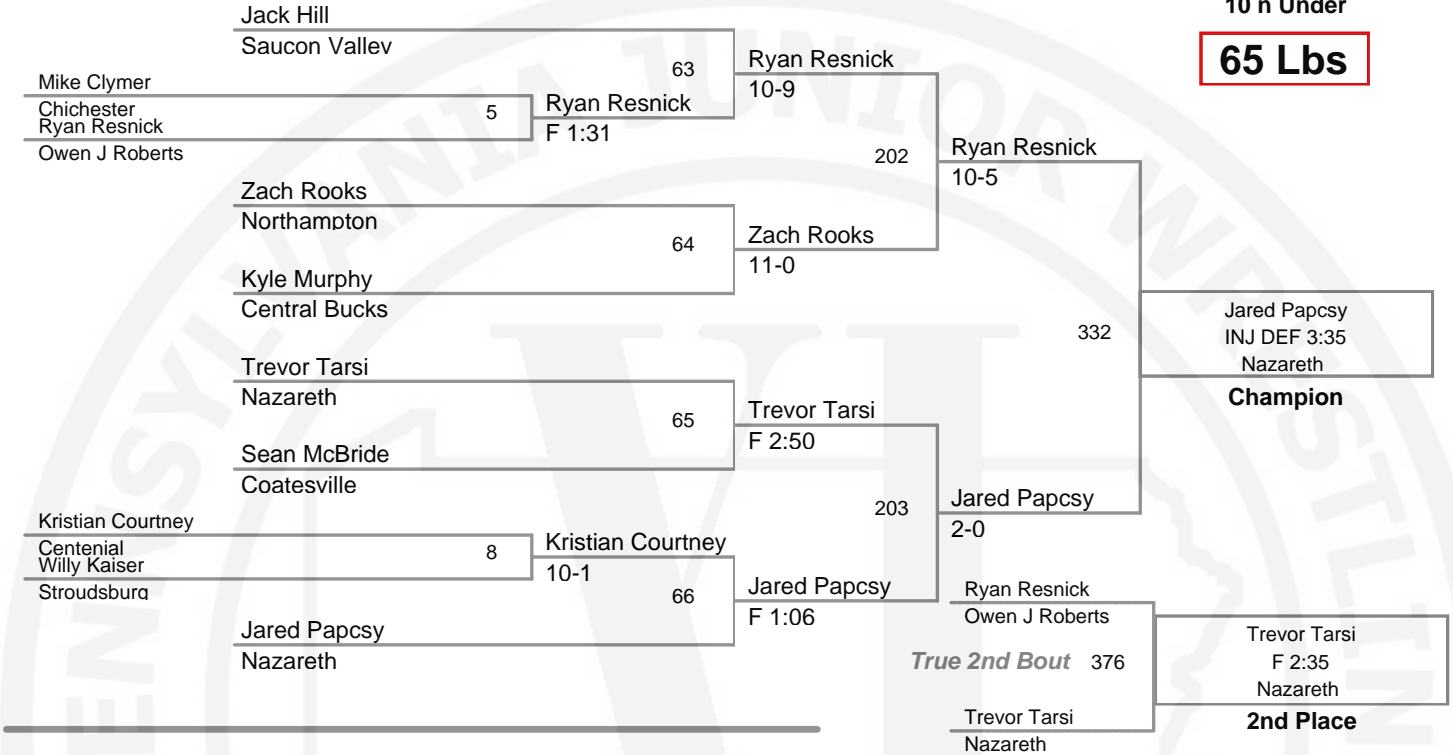 10 n Under
65 Lbs
Jack Hill
Saucon Valley
Mike Clymer
Chichester
Ryan Resnick
Owen J Roberts
5
Ryan Resnick
F 1:31
63
Ryan Resnick
10-9
Zach Rooks
Northampton
64
Kyle Murphy
Central Bucks
Zach Rooks
11-0
202
Ryan Resnick
10-5
Trevor Tarsi
Nazareth
65
Sean McBride
Coatesville
Trevor Tarsi
F 2:50
Kristian Courtney
Centenial
Willy Kaiser
Stroudsburg
8
Kristian Courtney
10-1
66
Jared Papcsy
Nazareth
Jared Papcsy
F 1:06
203
Jared Papcsy
2-0
332
Jared Papcsy
INJ DEF 3:35
Nazareth
Champion
Ryan Resnick
Owen J Roberts
True 2nd Bout 376
Trevor Tarsi
Nazareth
Trevor Tarsi
F 2:35
Nazareth
2nd Place
ENNSYLVANIA JUNIOR WRESTLIN